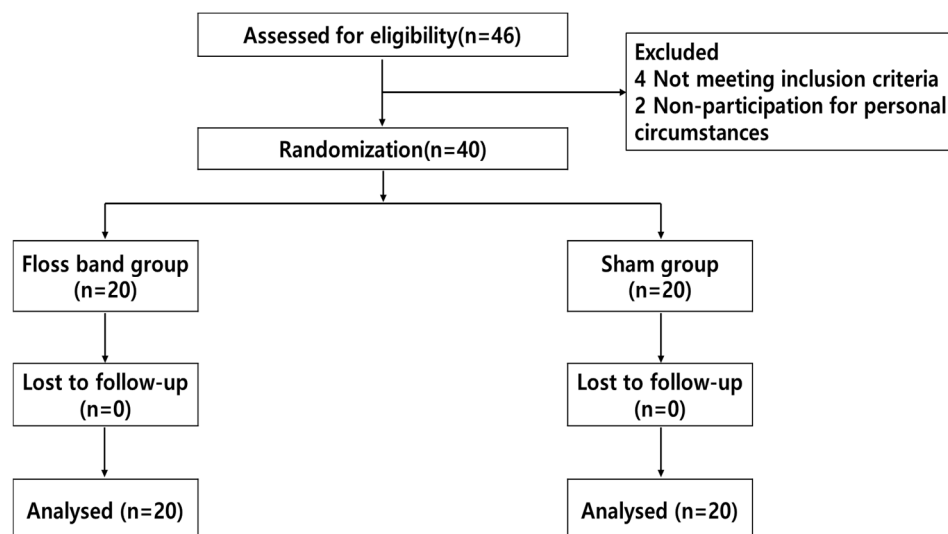 Assessed for eligibility(n=46)
Excluded
4 Not meeting inclusion criteria
2 Non-participation for personal
circumstances
Randomization(n=40)
Floss band group
(n=20)
Sham group
(n=20)
Lost to follow-up
(n=0)
Lost to follow-up
(n=0)
Analysed (n=20)
Analysed (n=20)